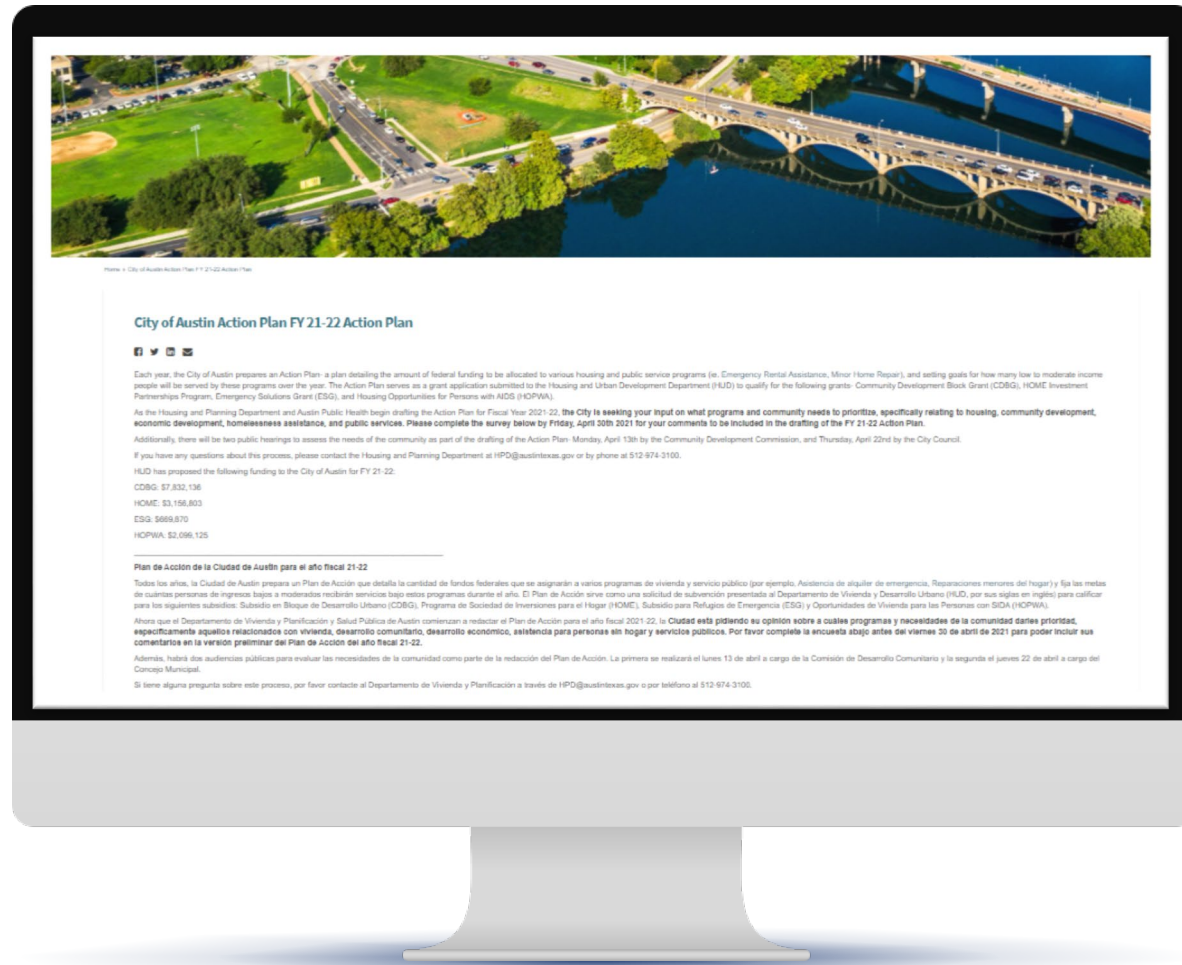 Home » City of Austin Action Plan FY 21-22 Action Plan
City of Austin Action Plan FY 21-22 Action Plan
Each year, the City of Austin prepares an Action Plan- a plan detailing the amount of federal funding to be allocated to various housing and public service programs (ie. Emergency Rental Assistance, Minor Home Repair), and setting goals for how many low to moderate income
people will be served by these programs over the year. The Action Plan serves as a grant application submitted to the Housing and Urban Development Department (HUD) to qualify for the following grants- Community Development Block Grant (CDBG), HOME Investment
Partnerships Program, Emergency Solutions Grant (ESG), and Housing Opportunities for Persons with AIDS (HOPWA).
As the Housing and Planning Department and Austin Public Health begin drafting the Action Plan for Fiscal Year 2021-22, the City is seeking your input on what programs and community needs to prioritize, specifically relating to housing, community development,
economic development, homelessness assistance, and public services. Please complete the survey below by Friday, April 30th 2021 for your comments to be included in the drafting of the FY 21-22 Action Plan.
Additionally, there will be two public hearings to assess the needs of the community as part of the drafting of the Action Plan- Monday, April 13th by the Community Development Commission, and Thursday, April 22nd by the City Council.
If you have any questions about this process, please contact the Housing and Planning Department at HPD@austintexas.gov or by phone at 512-974-3100.
HUD has proposed the following funding to the City of Austin for FY 21-22:
CDBG: $7,832,136
HOME: $3,156,803
ESG: $669,870
HOPWA: $2,099,125
Plan de Acción de la Ciudad de Austin para el año fiscal 21-22
Todos los años, la Ciudad de Austin prepara un Plan de Acción que detalla la cantidad de fondos federales que se asignarán a varios programas de vivienda y servicio público (por ejemplo, Asistencia de alquiler de emergencia, Reparaciones menores del hogar) y fija las metas
de cuántas personas de ingresos bajos a moderados recibirán servicios bajo estos programas durante el año. El Plan de Acción sirve como una solicitud de subvención presentada al Departamento de Vivienda y Desarrollo Urbano (HUD, por sus siglas en inglés) para calificar
para los siguientes subsidios: Subsidio en Bloque de Desarrollo Urbano (CDBG), Programa de Sociedad de Inversiones para el Hogar (HOME), Subsidio para Refugios de Emergencia (ESG) y Oportunidades de Vivienda para las Personas con SIDA (HOPWA).
Ahora que el Departamento de Vivienda y Planificación y Salud Pública de Austin comienzan a redactar el Plan de Acción para el año fiscal 2021-22, la Ciudad está pidiendo su opinión sobre a cuáles programas y necesidades de la comunidad darles prioridad,
específicamente aquellos relacionados con vivienda, desarrollo comunitario, desarrollo económico, asistencia para personas sin hogar y servicios públicos. Por favor complete la encuesta abajo antes del viernes 30 de abril de 2021 para poder incluir sus
comentarios en la versión preliminar del Plan de Acción del año fiscal 21-22.
Además, habrá dos audiencias públicas para evaluar las necesidades de la comunidad como parte de la redacción del Plan de Acción. La primera se realizará el lunes 13 de abril a cargo de la Comisión de Desarrollo Comunitario y la segunda el jueves 22 de abril a cargo del
Concejo Municipal.
Si tiene alguna pregunta sobre este proceso, por favor contacte al Departamento de Vivienda y Planificación a través de HPD@austintexas.gov o por teléfono al 512-974-3100.